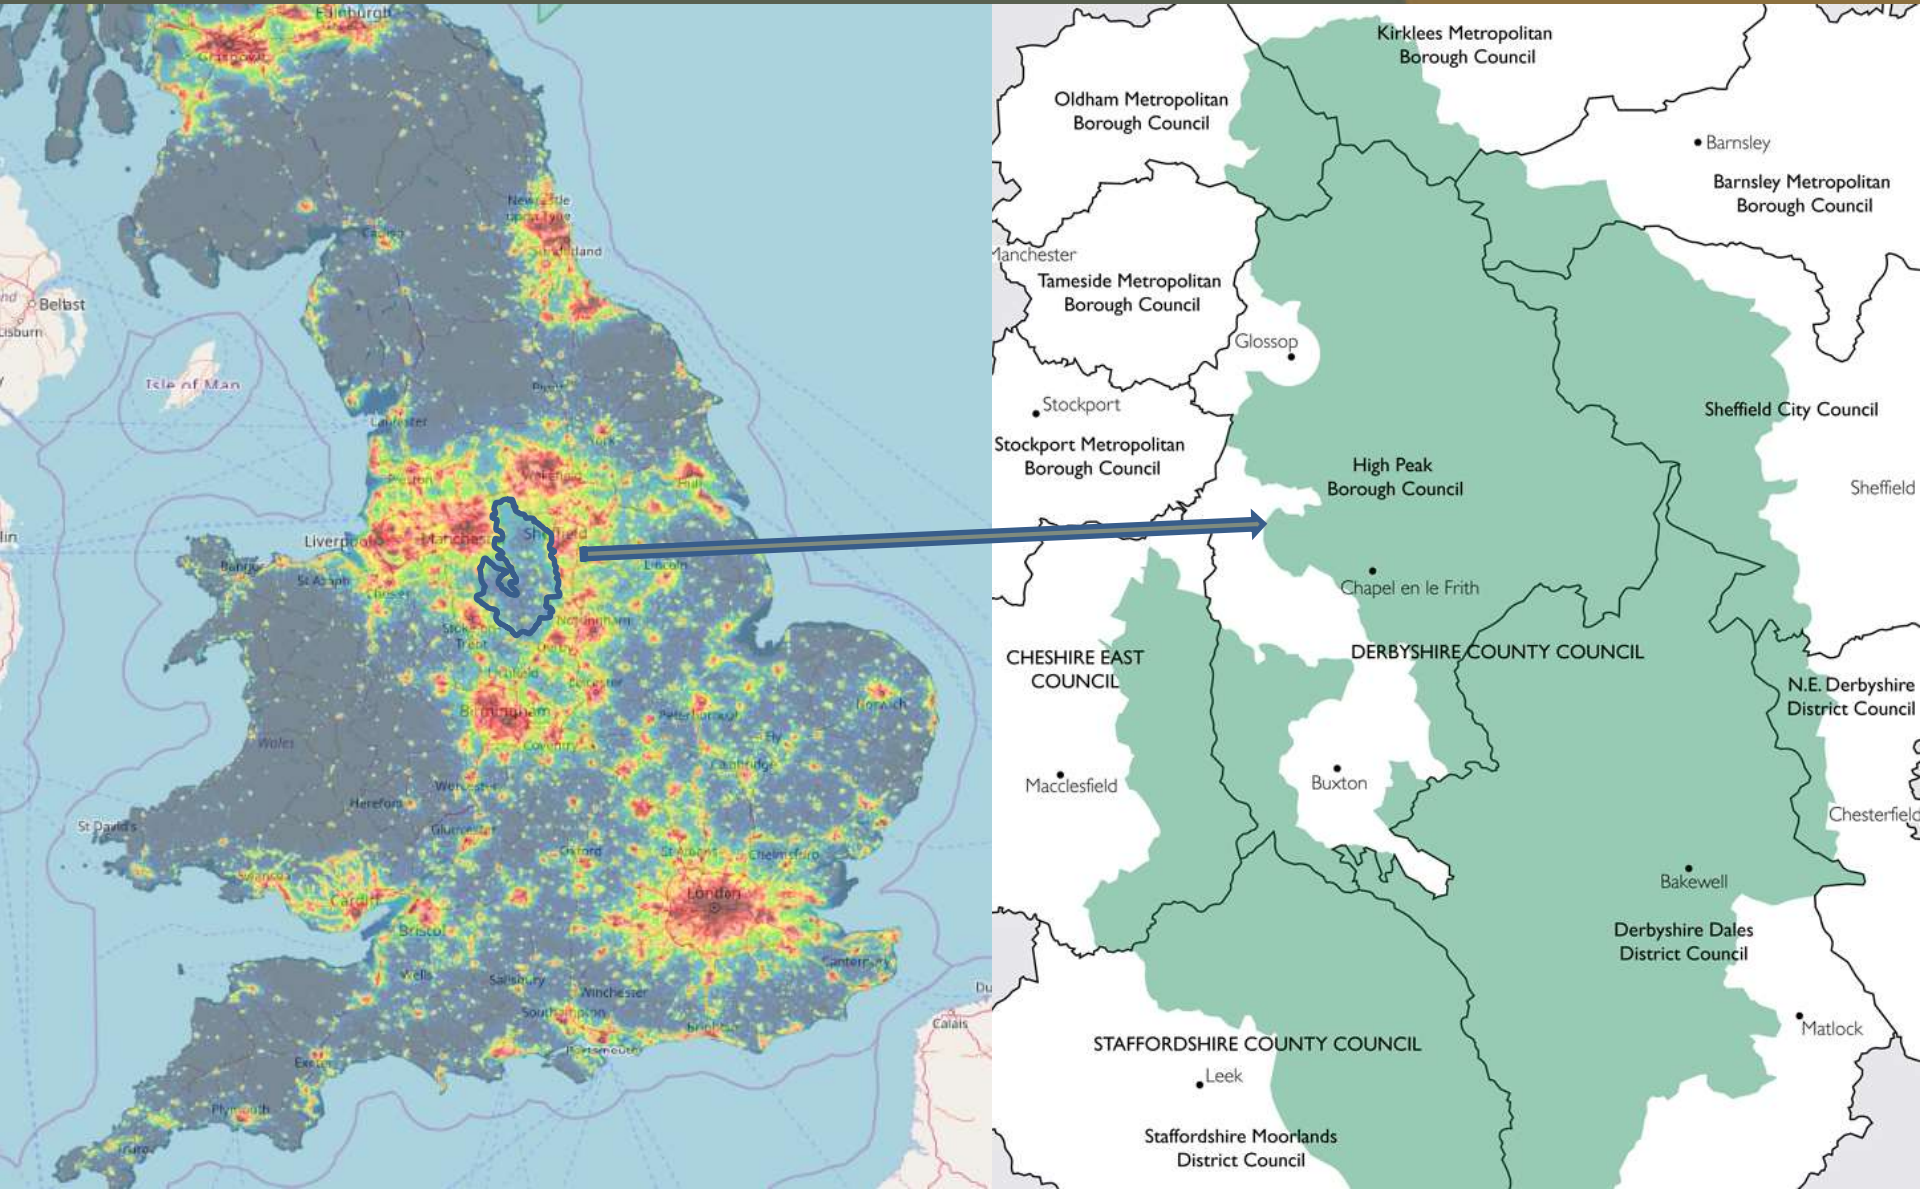 Edinburgh
Glasgow
Newcastle
upon Tyne
Sunderland
Carlisle
Belfast
Lisburn
Isle of Man
Ripon
Lancaster
York
Preston
Wakefield
Hull
Liverpool
Manchester
Sheffield
Bangor
St Asaph
Chester
Lincoln
Stoke-on-
Trent
Nottingham
Derby
Lichfield
Leicester
Birmingham
Peterborough
Norwich
Coventry
Ely
Cambridge
Wales
Worcester
Hereford
St David's
Gloucester
Oxford
St Albans
Chelmsford
Swansea
Cardiff
London
Bristol
Wells
Salisbury
Winchester
Canterbury
Southampton
Portsmouth
Brighton
Calais
Exeter
Plymouth
Truro
Kirklees Metropolitan
Borough Council
Oldham Metropolitan
Borough Council
Barnsley
Barnsley Metropolitan
Borough Council
Manchester
Tameside Metropolitan
Borough Council
Glossop
Stockport
Stockport Metropolitan
Borough Council
Sheffield City Council
High Peak
Borough Council
Sheffield
Chapel en le Frith
CHESHIRE EAST
COUNCIL
DERBYSHIRE COUNTY COUNCIL
N.E. Derbyshire
District Council
Macclesfield
Buxton
Chesterfield
Bakewell
Derbyshire Dales
District Council
Matlock
STAFFORDSHIRE COUNTY COUNCIL
Leek
Staffordshire Moorlands
District Council